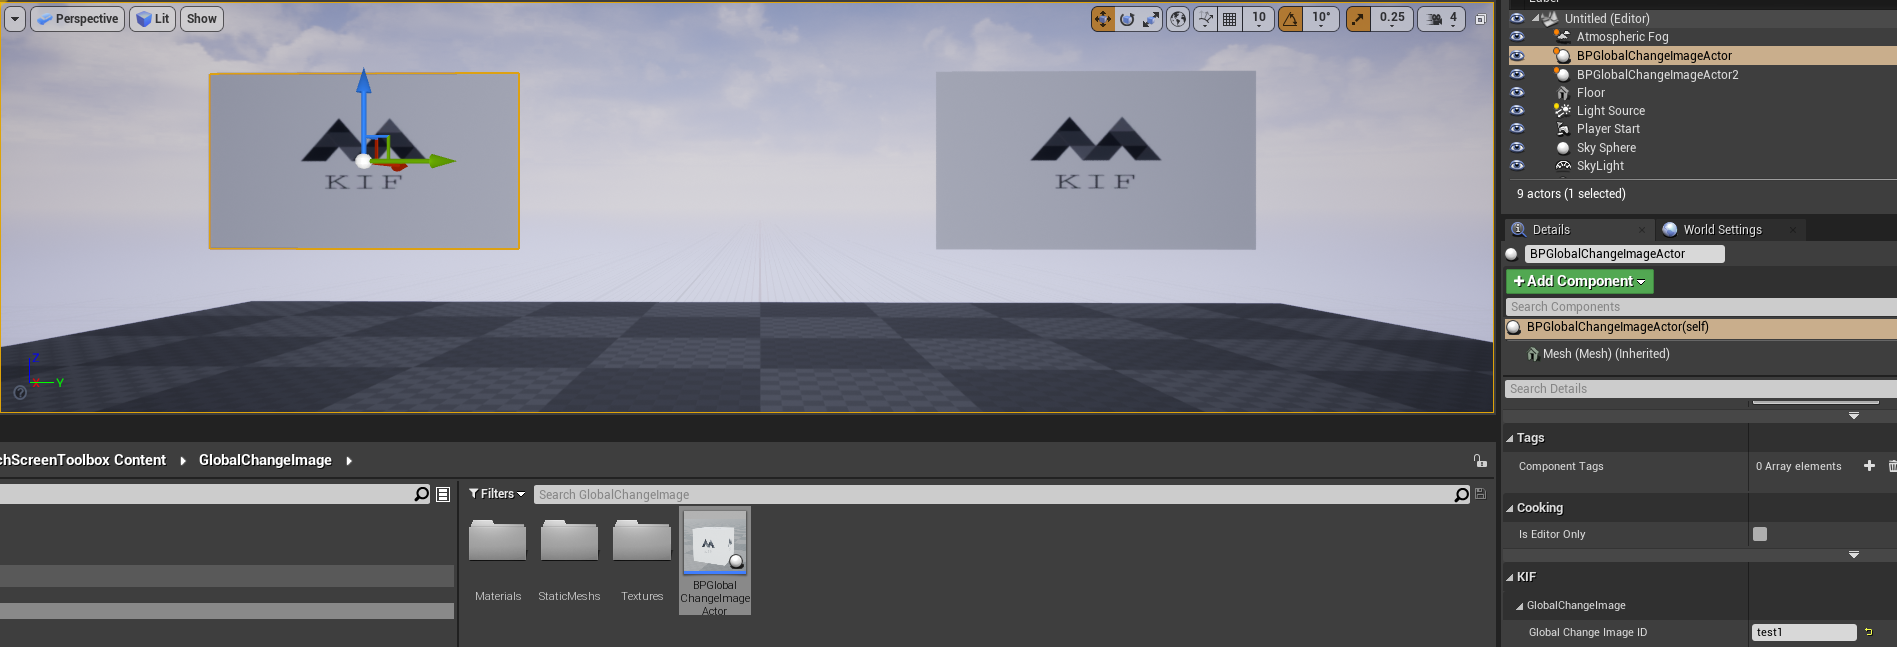 Perspective
Lit
Show
10
10°
0.25
4
Untitled (Editor)
Atmospheric Fog
BPGlobalChangeImageActor
BPGlobalChangeImageActor2
Floor
Light Source
Player Start
Sky Sphere
SkyLight
9 actors (1 selected)
KIF
KIF
Z
X
Y
Details
World Settings
BPGlobalChangeImageActor
+Add Component
Search Components
BPGlobalChangeImageActor(self)
Mesh (Mesh) (Inherited)
Search Details
Tags
Component Tags
0 Array elements
Cooking
Is Editor Only
KIF
GlobalChangeImage
Global Change Image ID
test1
chScreenToolbox Content
GlobalChangeImage
Filters
Search GlobalChangeImage
Materials
StaticMeshs
Textures
BPGlobal
ChangeImage
Actor